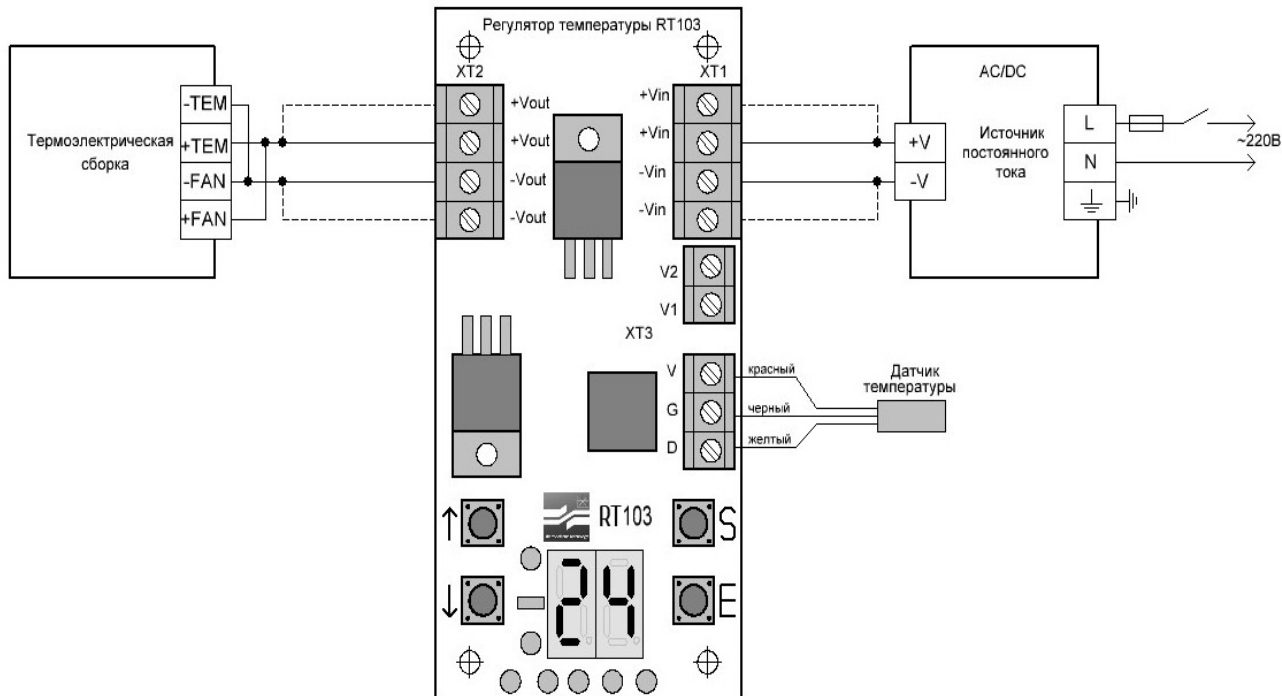 Регулятор температуры RT103
XT2
XT1
AC/DC
Термоэлектрическая
сборка
-TEM
+TEM
-FAN
+FAN
+Vout
+Vout
-Vout
-Vout
+Vin
+Vin
-Vin
-Vin
+V
-V
Источник
постоянного
тока
L
N
~220В
V2
V1
XT3
V
G
D
красный
черный
желтый
Датчик
температуры
↑
RT103
S
↓
24
E